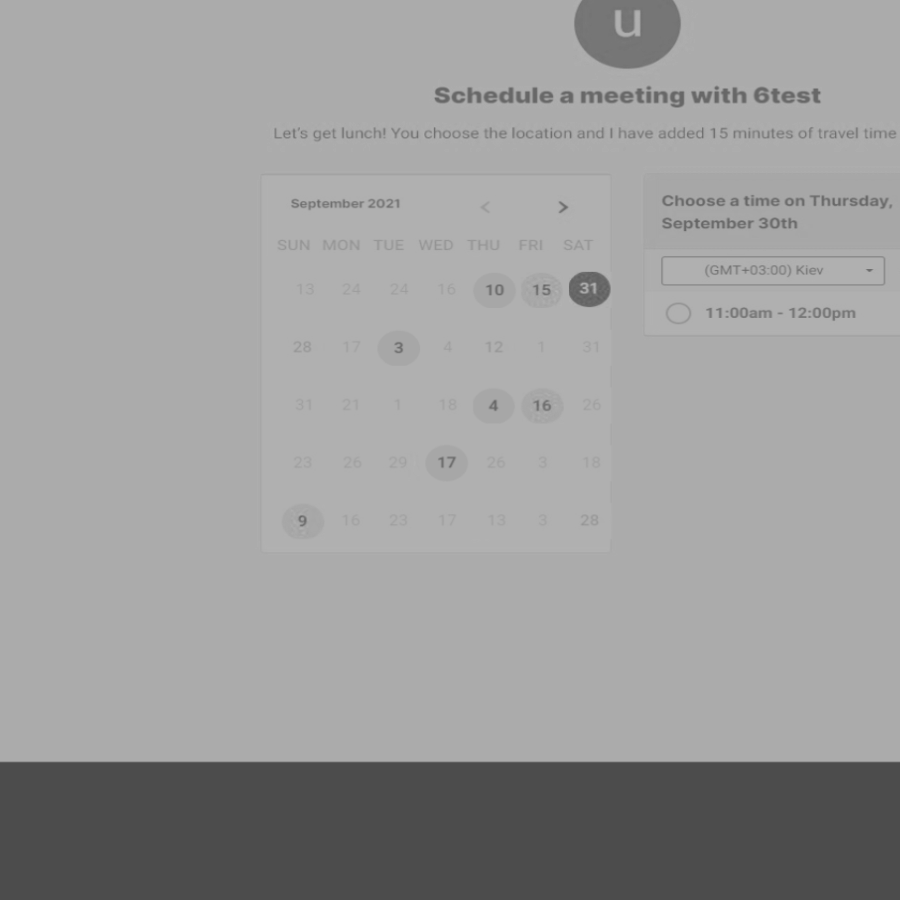 u
Schedule a meeting with 6test
Let's get lunch! You choose the location and I have added 15 minutes of travel time
September 2021 < >
SUN MON TUE WED THU FRI SAT
13 24 24 16 10 15 31
28 17 3 4 12 1 31
31 21 1 18 4 16 26
23 26 29 17 26 3 18
9 16 23 17 13 3 28
Choose a time on Thursday,
September 30th
(GMT+03:00) Kiev
11:00am - 12:00pm